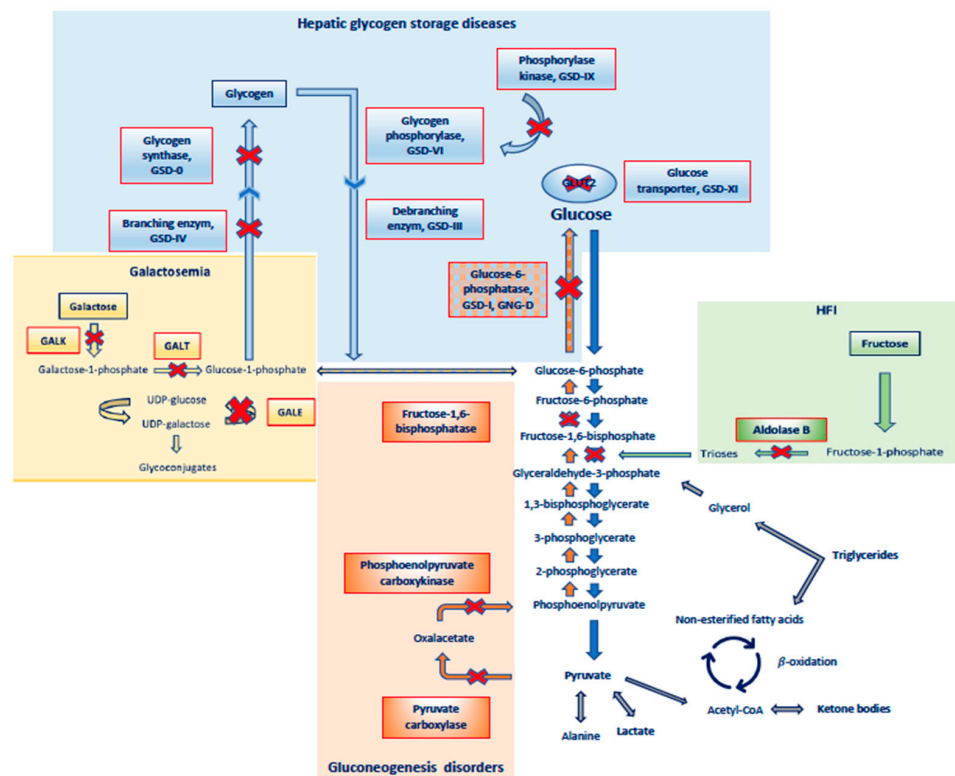 Hepatic glycogen storage diseases
Phosphorylase
kinase, GSD-IX
Glycogen
Glycogen
phosphorylase,
GSD-VI
Glycogen
synthase,
GSD-0
GLUT2
Glucose
Glucose
transporter, GSD-XI
Branching enzym,
GSD-IV
Debranching
enzym, GSD-III
Galactosemia
Glucose-6-
phosphatase,
GSD-I, GNG-D
Galactose
GALK
GALT
Galactose-1-phosphate
Glucose-1-phosphate
UDP-glucose
UDP-galactose
GALE
Glycoconjugates
HFI
Fructose
Aldolase B
Trioses
Fructose-1-phosphate
Glucose-6-phosphate
Fructose-6-phosphate
Fructose-1,6-
bisphosphatase
Fructose-1,6-bisphosphate
Glyceraldehyde-3-phosphate
1,3-bisphosphoglycerate
3-phosphoglycerate
2-phosphoglycerate
Phosphoenolpyruvate
Glycerol
Triglycerides
Phosphoenolpyruvate
carboxykinase
Oxalacetate
Non-esterified fatty acids
β-oxidation
Pyruvate
Pyruvate
carboxylase
Acetyl-CoA
Ketone bodies
Alanine
Lactate
Gluconeogenesis disorders